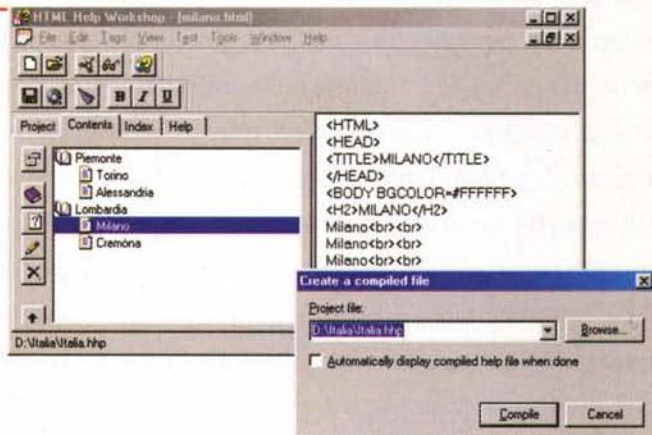 HTML Help Workshop - [milano.html]
File Edit Tags View Test Tools Window Help
B I U
Project Contents Index Help
Piemonte
Torino
Alessandria
Lombardia
Milano
Cremona
D:\Italia\Italia.hhp
<HTML>
<HEAD>
<TITLE>MILANO</TITLE>
</HEAD>
<BODY BGCOLOR=#FFFFFF>
<H2>MILANO</H2>
Milano<br><br>
Milano<br><br>
Milano<br><br>
Create a compiled file
Project file:
D:\Italia\Italia.hhp
Browse...
Automatically display compiled help file when done
Compile Cancel